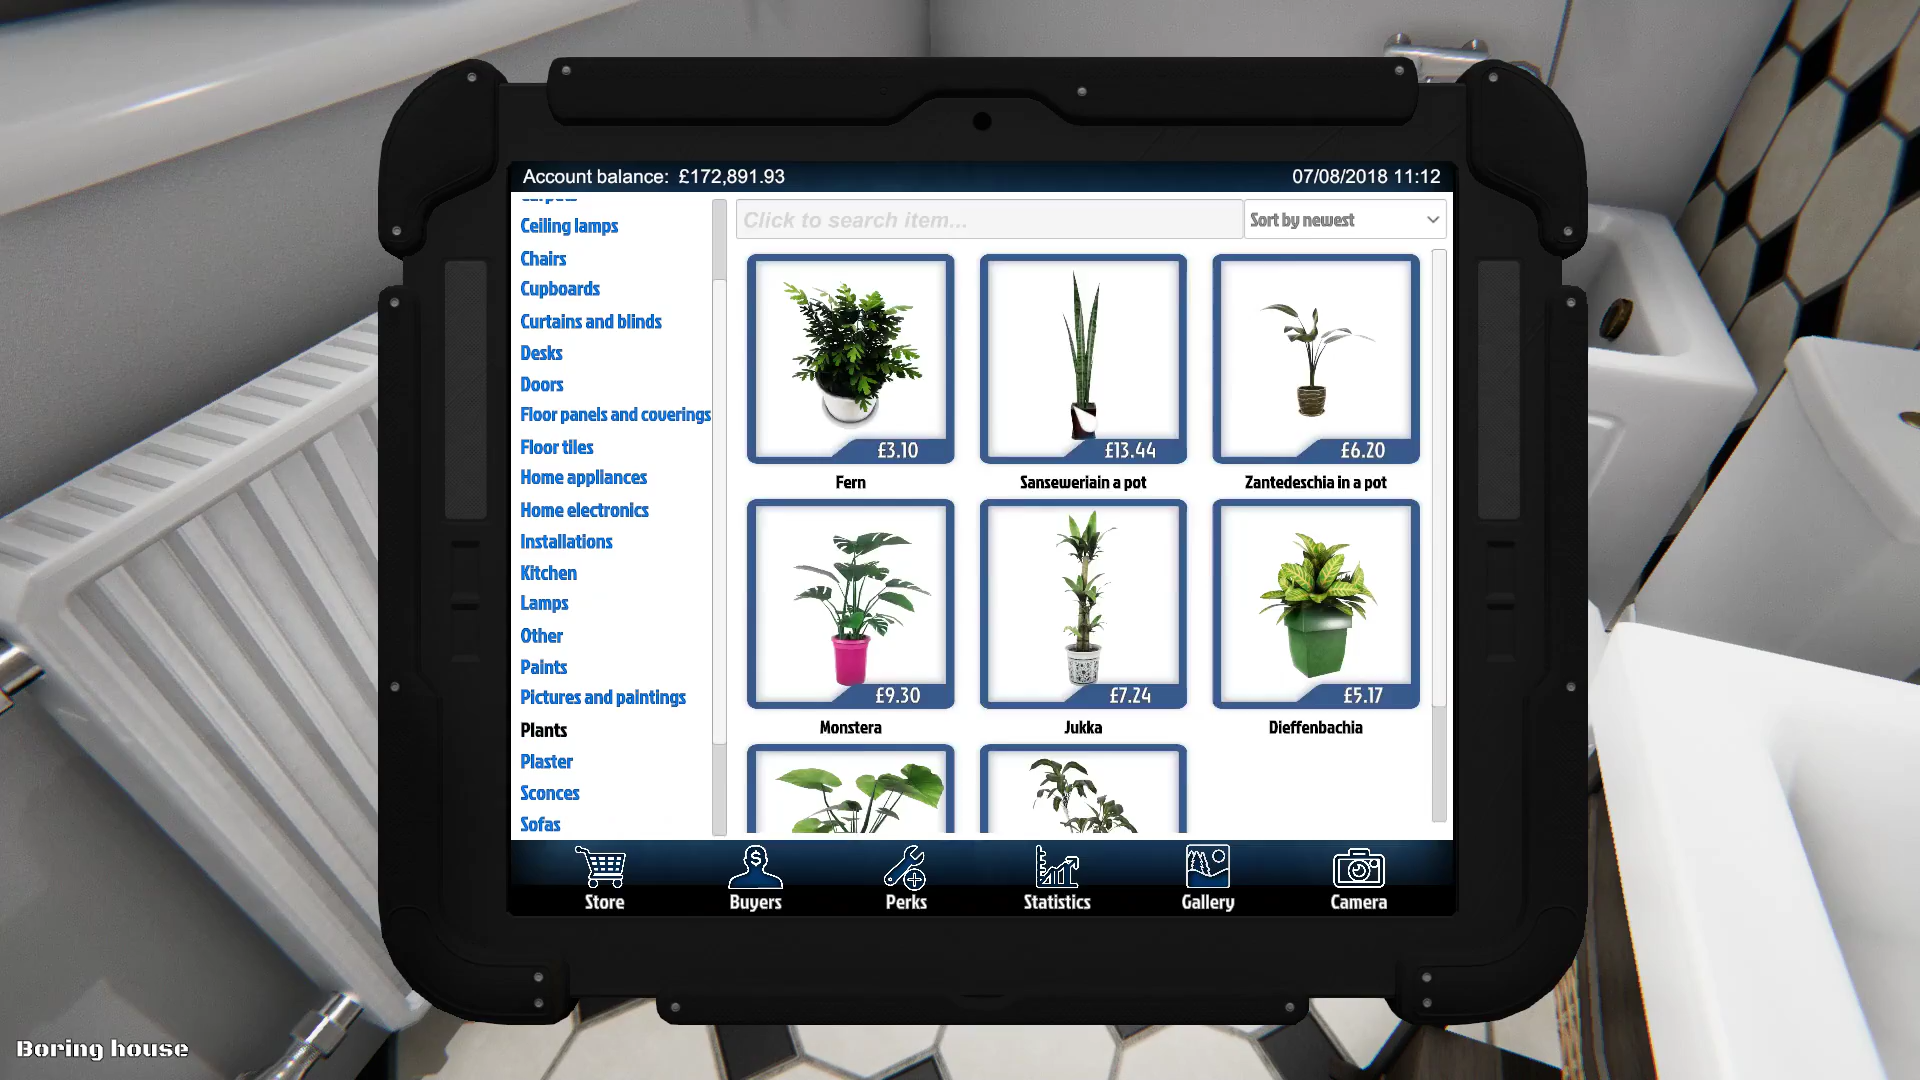 Account balance: £172,891.93
07/08/2018 11:12
Carpets
Ceiling lamps
Chairs
Cupboards
Curtains and blinds
Desks
Doors
Floor panels and coverings
Floor tiles
Home appliances
Home electronics
Installations
Kitchen
Lamps
Other
Paints
Pictures and paintings
Plants
Plaster
Sconces
Sofas
Click to search item...
Sort by newest
£3.10
£13.44
£6.20
Fern
Sanseweriain a pot
Zantedeschia in a pot
£9.30
£7.24
£5.17
Monstera
Jukka
Dieffenbachia
Store
Buyers
Perks
Statistics
Gallery
Camera
Boring house